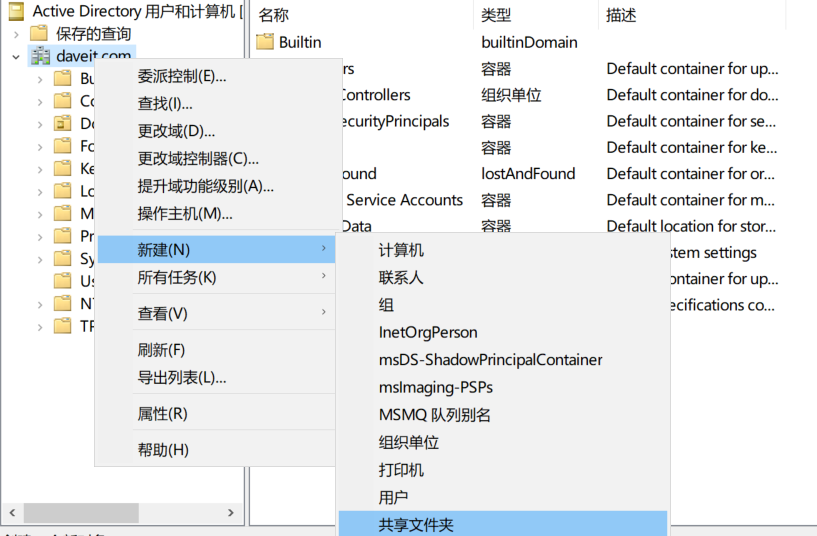 Active Directory 用户和计算机 [
保存的查询
daveit.com
Bu
Co
Do
Fo
Ke
Lo
M
Pr
Sy
Us
NT
TP
名称 类型 描述
Builtin builtinDomain
rs 容器 Default container for up...
Controllers 组织单位 Default container for do...
ecurityPrincipals 容器 Default container for se...
容器 Default container for ke...
ound lostAndFound Default container for or...
Service Accounts 容器 Default container for m...
Data 容器 Default location for stor...
stem settings
ontainer for up...
ecifications co...
委派控制(E)...
查找(I)...
更改域(D)...
更改域控制器(C)...
提升域功能级别(A)...
操作主机(M)...
新建(N)
所有任务(K)
查看(V)
刷新(F)
导出列表(L)...
属性(R)
帮助(H)
计算机
联系人
组
InetOrgPerson
msDS-ShadowPrincipalContainer
msImaging-PSPs
MSMQ 队列别名
组织单位
打印机
用户
共享文件夹